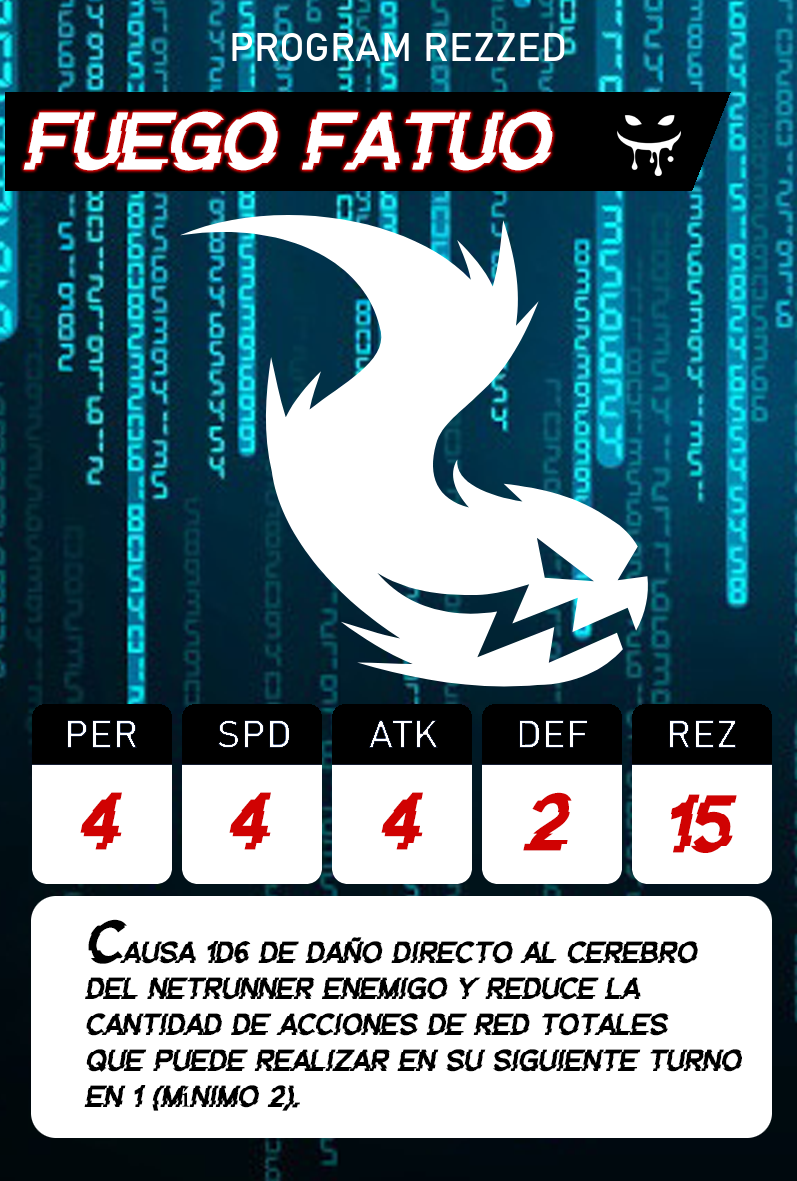 PROGRAM REZZED
FUEGO FATUO
PER SPD ATK DEF REZ
4 4 4 2 15
CAUSA 1D6 DE DAÑO DIRECTO AL CEREBRO
DEL NETRUNNER ENEMIGO Y REDUCE LA
CANTIDAD DE ACCIONES DE RED TOTALES
QUE PUEDE REALIZAR EN SU SIGUIENTE TURNO
EN 1 (MíNIMO 2).